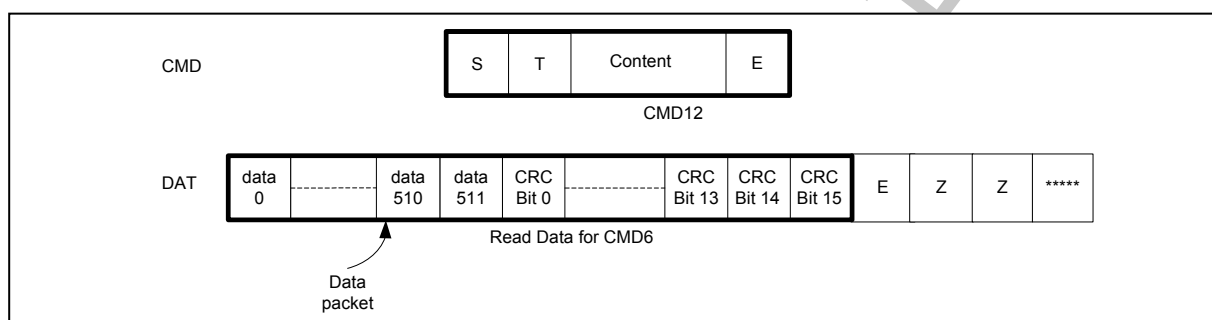 CMD
S T Content E
CMD12
DAT
data 0 data 510 data 511 CRC Bit 0 CRC Bit 13 CRC Bit 14 CRC Bit 15 E Z Z *****
Read Data for CMD6
Data
packet